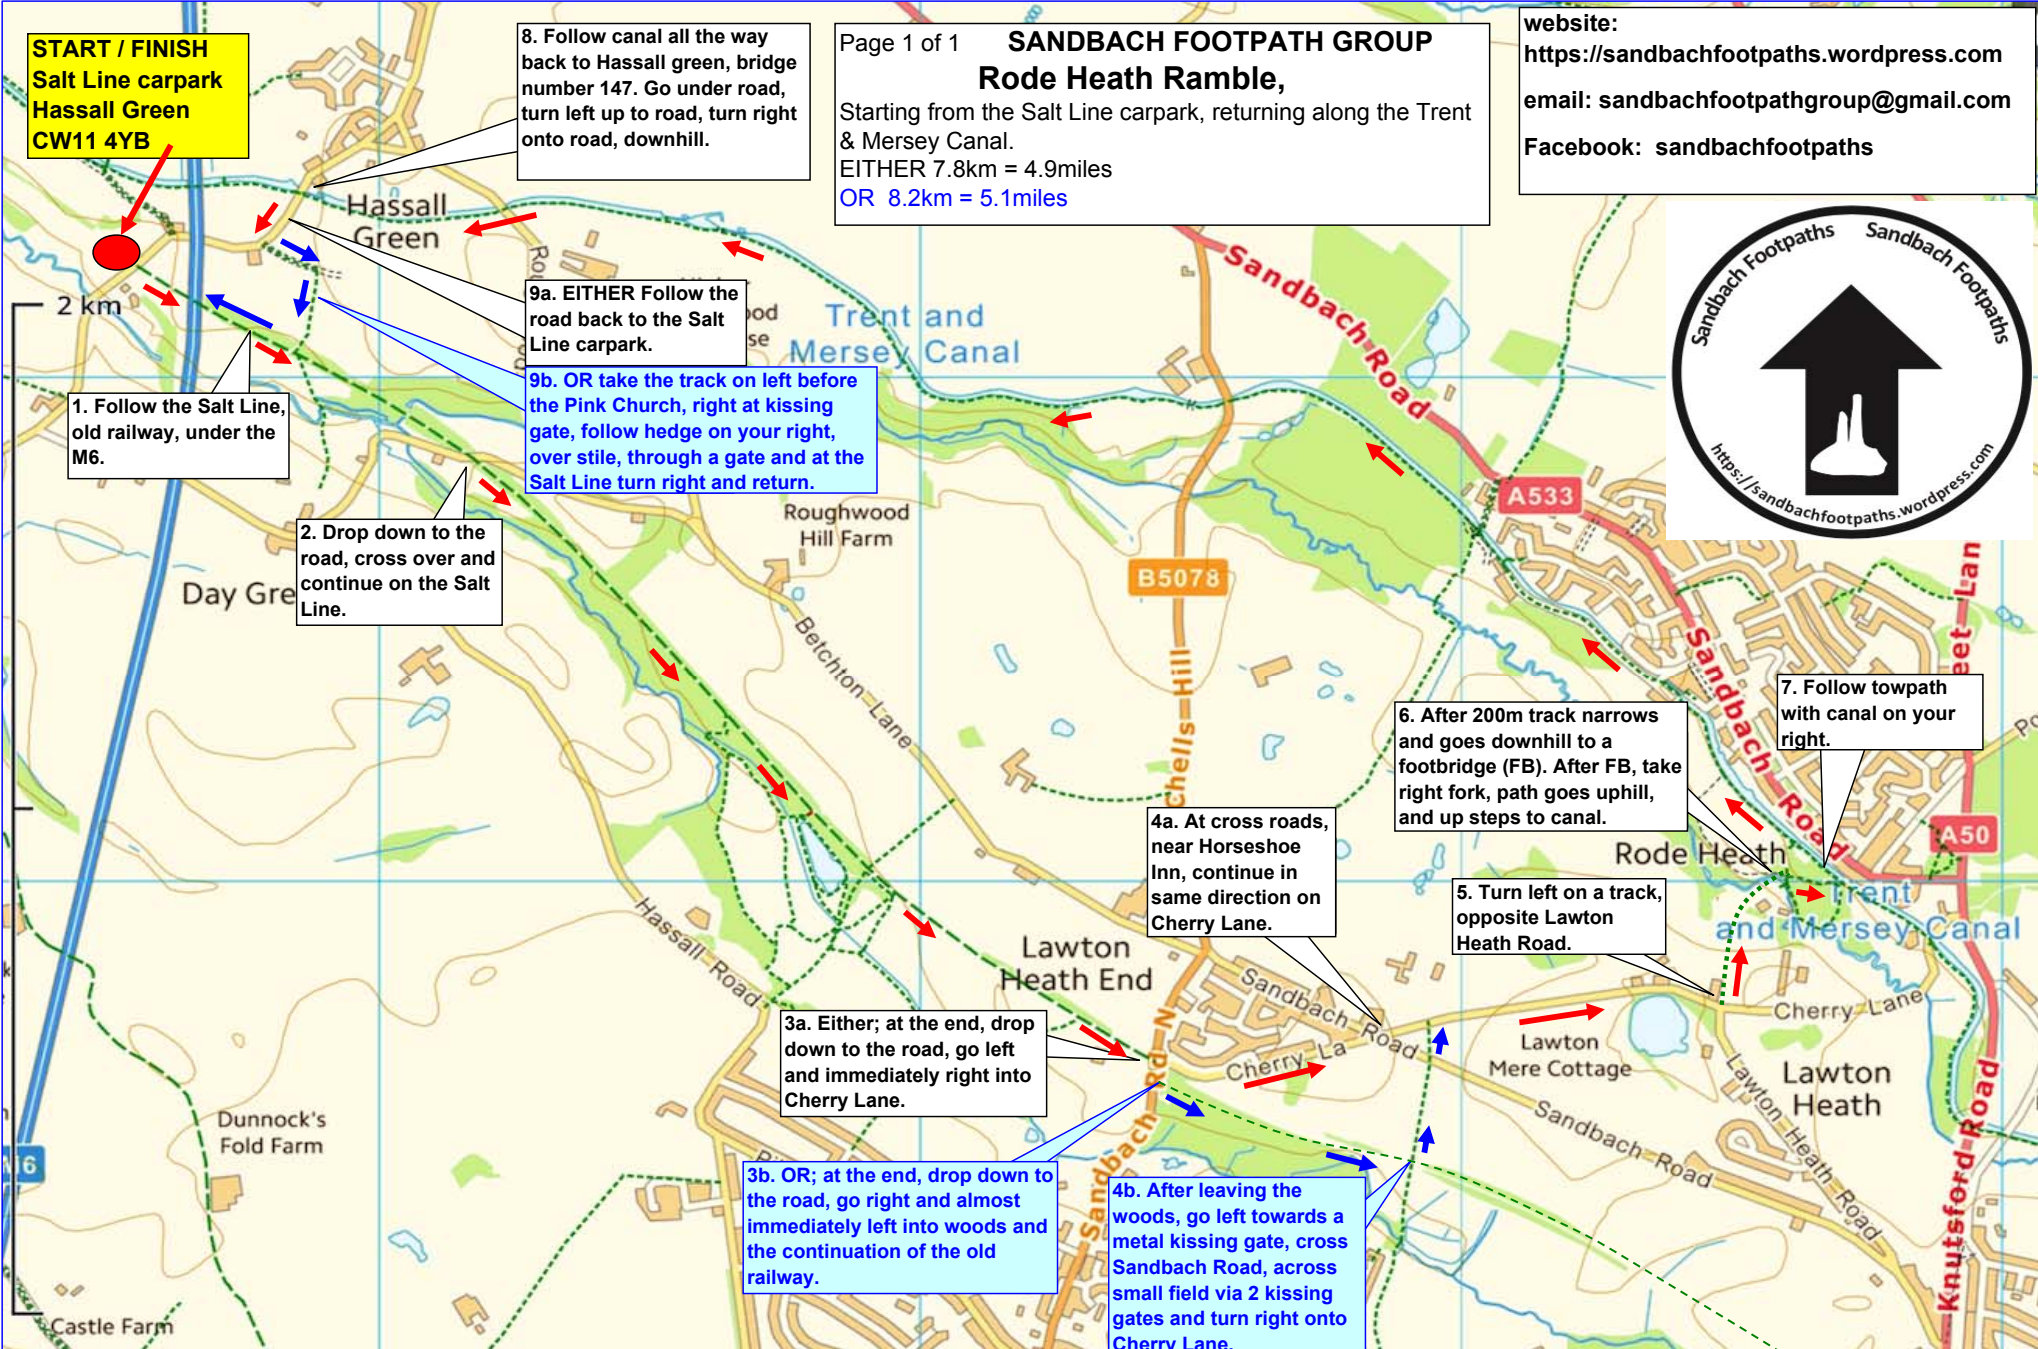 START / FINISH
Salt Line carpark
Hassall Green
CW11 4YB
8. Follow canal all the way
back to Hassall green, bridge
number 147. Go under road,
turn left up to road, turn right
onto road, downhill.
Page 1 of 1 SANDBACH FOOTPATH GROUP
Rode Heath Ramble,
Starting from the Salt Line carpark, returning along the Trent
& Mersey Canal.
EITHER 7.8km = 4.9miles
OR 8.2km = 5.1miles
website:
https://sandbachfootpaths.wordpress.com
email: sandbachfootpathgroup@gmail.com
Facebook: sandbachfootpaths
Sandbach Footpaths Sandbach Footpaths
https://sandbachfootpaths.wordpress.com
Hassall
Green
2 km
9a. EITHER Follow the
road back to the Salt
Line carpark.
Trent and
Mersey Canal
Sandbach Road
9b. OR take the track on left before
the Pink Church, right at kissing
gate, follow hedge on your right,
over stile, through a gate and at the
Salt Line turn right and return.
1. Follow the Salt Line,
old railway, under the
M6.
2. Drop down to the
road, cross over and
continue on the Salt
Line.
Day Gre
Roughwood
Hill Farm
A533
B5078
Betchton Lane
Chells Hill
Sandbach Road
eet Lan
6. After 200m track narrows
and goes downhill to a
footbridge (FB). After FB, take
right fork, path goes uphill,
and up steps to canal.
7. Follow towpath
with canal on your
right.
Po
A50
Rode Heath
4a. At cross roads,
near Horseshoe
Inn, continue in
same direction on
Cherry Lane.
5. Turn left on a track,
opposite Lawton
Heath Road.
Trent
and Mersey Canal
Hassall Road
Lawton
Heath End
Sandbach Road
Cherry Lane
3a. Either; at the end, drop
down to the road, go left
and immediately right into
Cherry Lane.
Cherry La
Lawton
Mere Cottage
Lawton
Heath
Lawton Heath Road
Sandbach Road
Sandbach Rd N
Knutsford Road
Dunnock's
Fold Farm
M6
3b. OR; at the end, drop down to
the road, go right and almost
immediately left into woods and
the continuation of the old
railway.
4b. After leaving the
woods, go left towards a
metal kissing gate, cross
Sandbach Road, across
small field via 2 kissing
gates and turn right onto
Cherry Lane.
Castle Farm